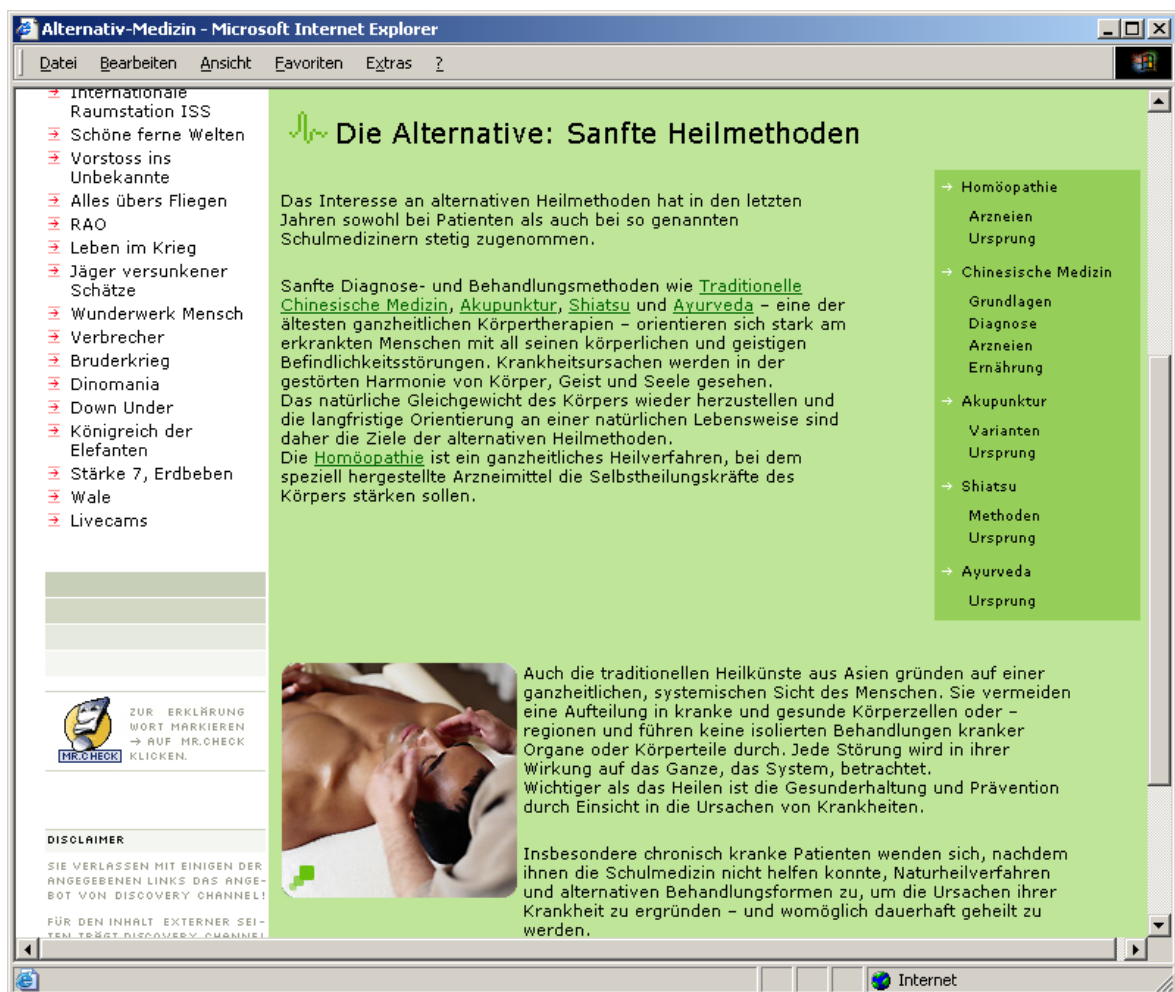 Alternativ-Medizin - Microsoft Internet Explorer
Datei Bearbeiten Ansicht Favoriten Extras ?
Internationale
Raumstation ISS
Schöne ferne Welten
Vorstoss ins
Unbekannte
Alles übers Fliegen
RAO
Leben im Krieg
Jäger versunkener
Schätze
Wunderwerk Mensch
Verbrecher
Bruderkrieg
Dinomania
Down Under
Königreich der
Elefanten
Stärke 7, Erdbeben
Wale
Livecams
ZUR ERKLÄRUNG
WORT MARKIEREN
→ AUF MR.CHECK
KLICKEN.
MR.CHECK
DISCLAIMER
SIE VERLASSEN MIT EINIGEN DER
ANGEGEBENEN LINKS DAS ANGE-
BOT VON DISCOVERY CHANNEL!
FÜR DEN INHALT EXTERNER SEI-
TEN TRÄGT DISCOVERY CHANNEL
Die Alternative: Sanfte Heilmethoden
Das Interesse an alternativen Heilmethoden hat in den letzten
Jahren sowohl bei Patienten als auch bei so genannten
Schulmedizinern stetig zugenommen.
Sanfte Diagnose- und Behandlungsmethoden wie Traditionelle
Chinesische Medizin, Akupunktur, Shiatsu und Ayurveda – eine der
ältesten ganzheitlichen Körpertherapien – orientieren sich stark am
erkrankten Menschen mit all seinen körperlichen und geistigen
Befindlichkeitsstörungen. Krankheitsursachen werden in der
gestörten Harmonie von Körper, Geist und Seele gesehen.
Das natürliche Gleichgewicht des Körpers wieder herzustellen und
die langfristige Orientierung an einer natürlichen Lebensweise sind
daher die Ziele der alternativen Heilmethoden.
Die Homöopathie ist ein ganzheitliches Heilverfahren, bei dem
speziell hergestellte Arzneimittel die Selbstheilungskräfte des
Körpers stärken sollen.
→ Homöopathie
Arzneien
Ursprung
→ Chinesische Medizin
Grundlagen
Diagnose
Arzneien
Ernährung
→ Akupunktur
Varianten
Ursprung
→ Shiatsu
Methoden
Ursprung
→ Ayurveda
Ursprung
Auch die traditionellen Heilkünste aus Asien gründen auf einer
ganzheitlichen, systemischen Sicht des Menschen. Sie vermeiden
eine Aufteilung in kranke und gesunde Körperzellen oder –
regionen und führen keine isolierten Behandlungen kranker
Organe oder Körperteile durch. Jede Störung wird in ihrer
Wirkung auf das Ganze, das System, betrachtet.
Wichtiger als das Heilen ist die Gesunderhaltung und Prävention
durch Einsicht in die Ursachen von Krankheiten.
Insbesondere chronisch kranke Patienten wenden sich, nachdem
ihnen die Schulmedizin nicht helfen konnte, Naturheilverfahren
und alternativen Behandlungsformen zu, um die Ursachen ihrer
Krankheit zu ergründen – und womöglich dauerhaft geheilt zu
werden.
Internet